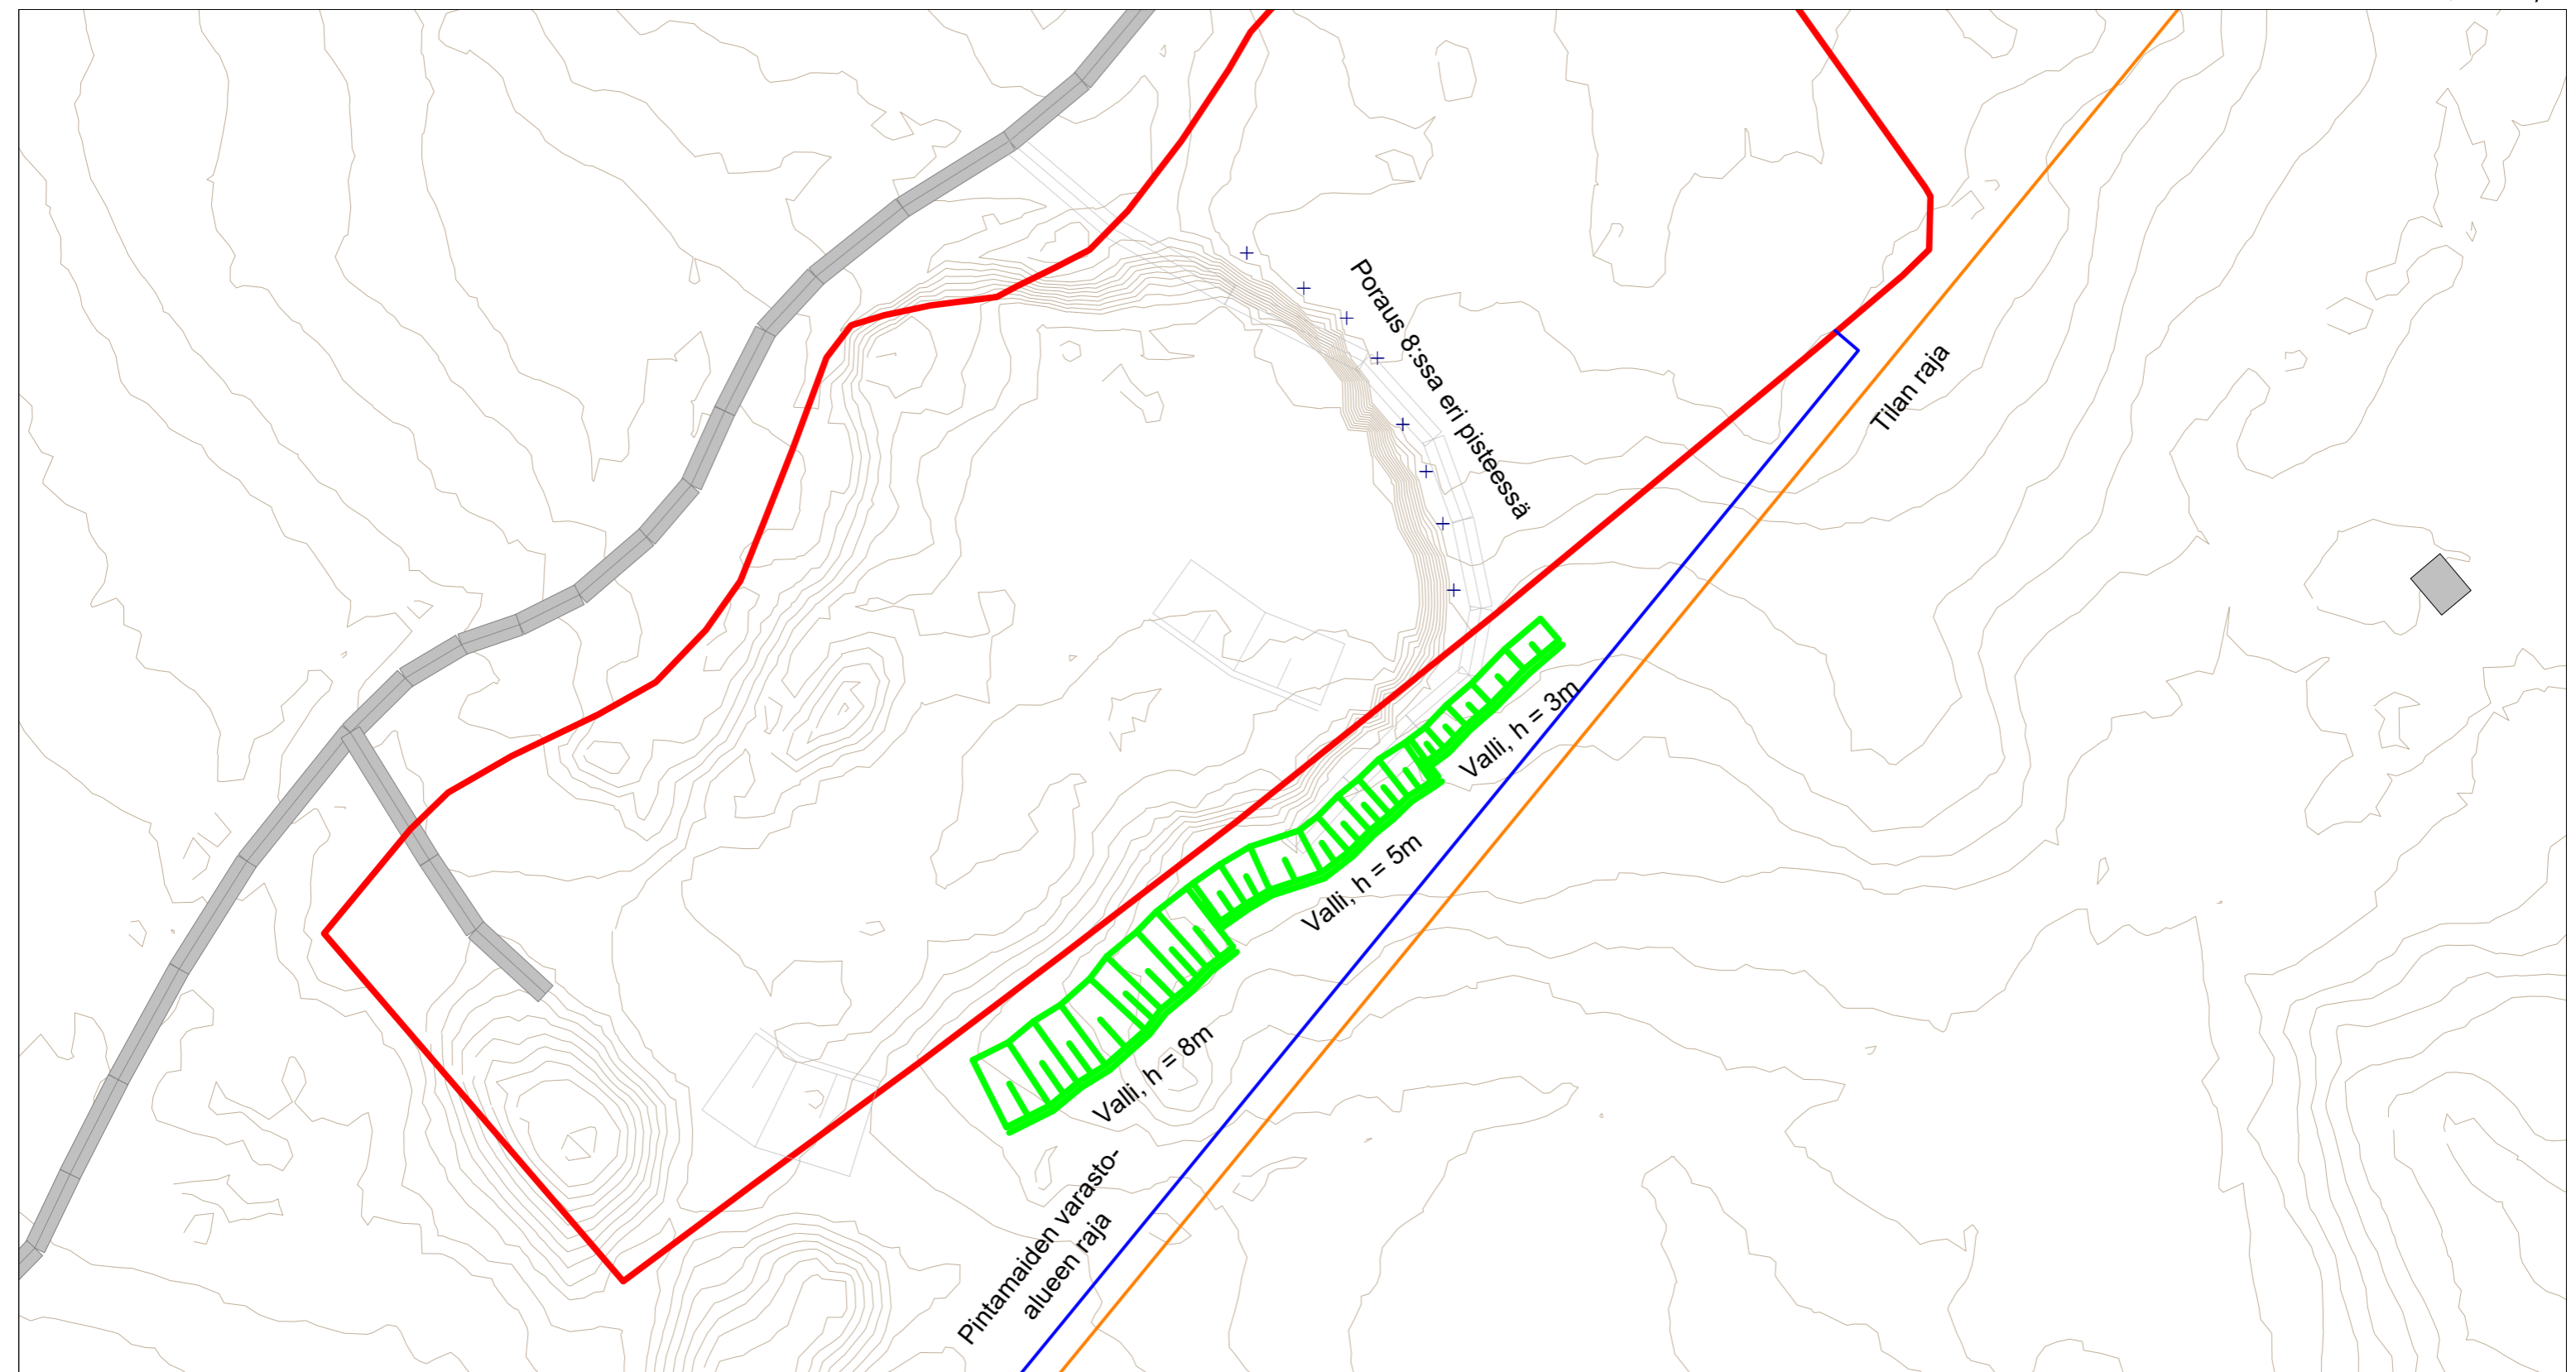 Poraus 8:ssa eri pisteessä
Tilan raja
Valli, h = 3m
Valli, h = 5m
Valli, h = 8m
Pintamaiden varasto-
alueen raja